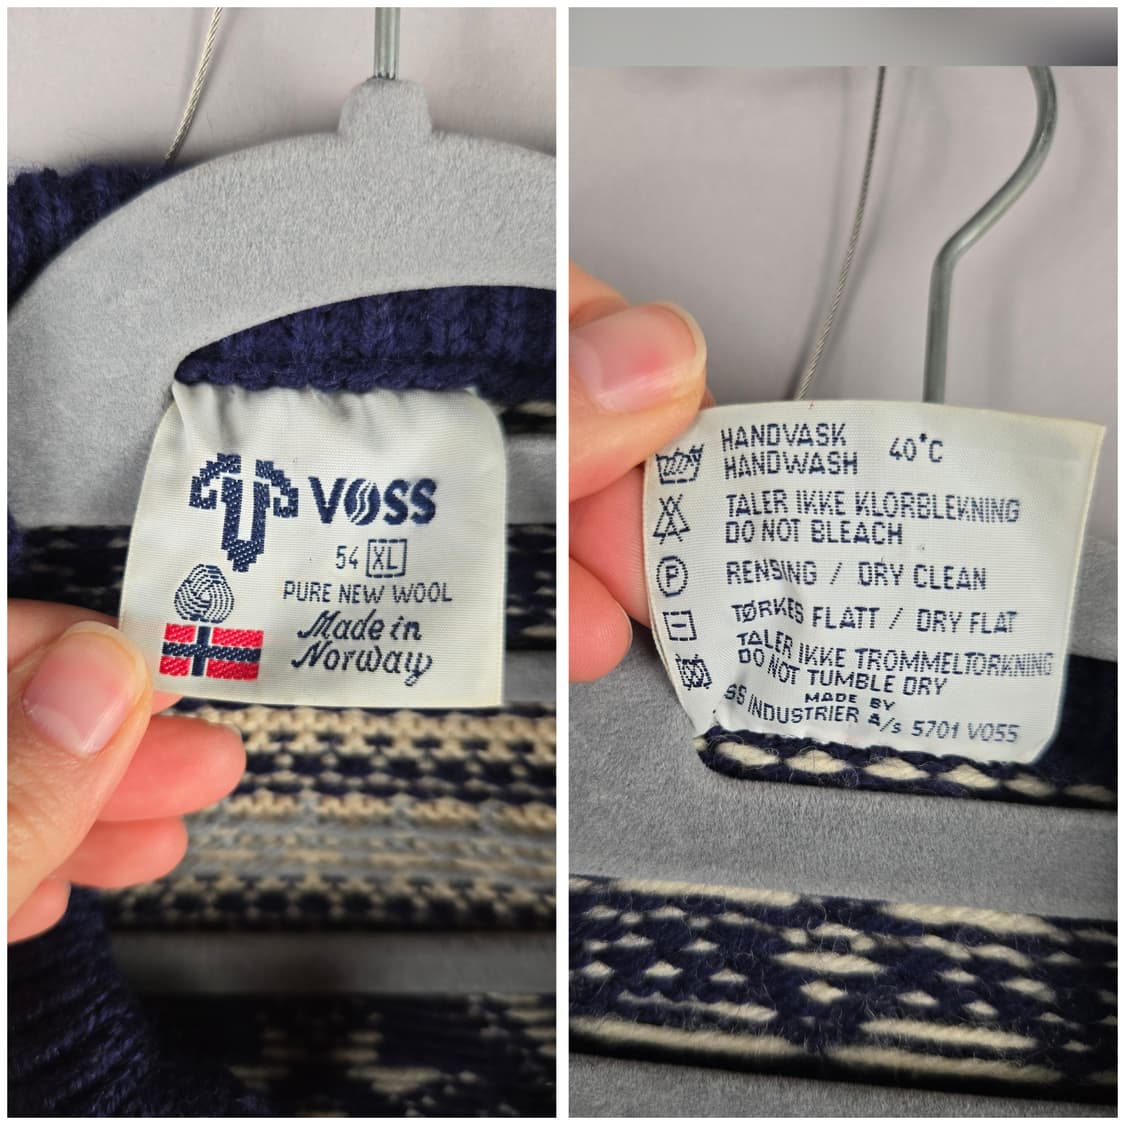 VOSS
54 XL
PURE NEW WOOL
Made in
Norway
HANDVASK 40°C
HANDWASH
TALER IKKE KLORBLEKNING
DO NOT BLEACH
P RENSING / DRY CLEAN
TØRKES FLATT / DRY FLAT
TALER IKKE TROMMELTORKNING
DO NOT TUMBLE DRY
MADE BY
SS INDUSTRIER A/s 5701 VOSS